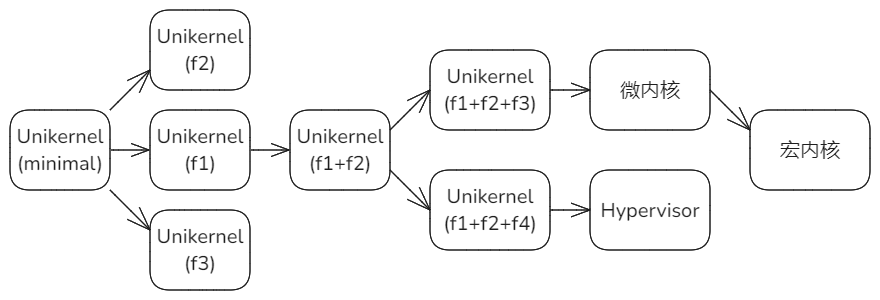 Unikernel
(f2)
Unikernel
(minimal)
Unikernel
(f1)
Unikernel
(f3)
Unikernel
(f1+f2)
Unikernel
(f1+f2+f3)
Unikernel
(f1+f2+f4)
微内核
Hypervisor
宏内核